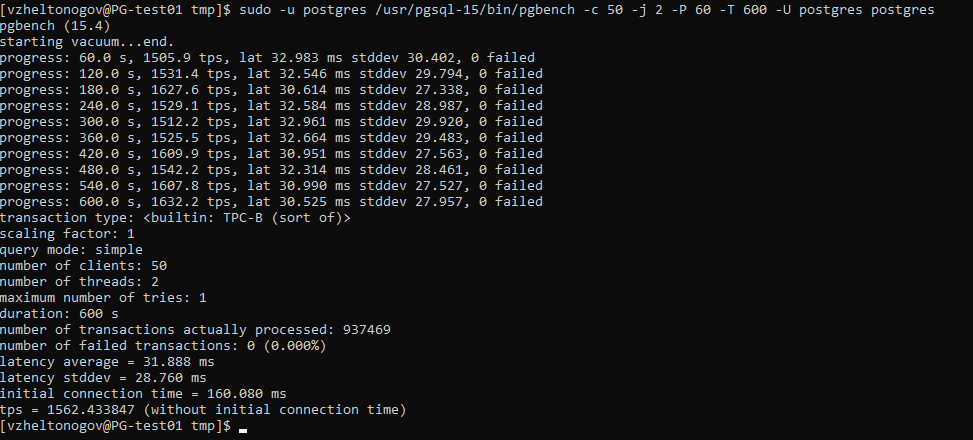 [vzheltonogov@PG-test01 tmp]$ sudo -u postgres /usr/pgsql-15/bin/pgbench -c 50 -j 2 -P 60 -T 600 -U postgres postgres
pgbench (15.4)
starting vacuum...end.
progress: 60.0 s, 1505.9 tps, lat 32.983 ms stddev 30.402, 0 failed
progress: 120.0 s, 1531.4 tps, lat 32.546 ms stddev 29.794, 0 failed
progress: 180.0 s, 1627.6 tps, lat 30.614 ms stddev 27.338, 0 failed
progress: 240.0 s, 1529.1 tps, lat 32.584 ms stddev 28.987, 0 failed
progress: 300.0 s, 1512.2 tps, lat 32.961 ms stddev 29.920, 0 failed
progress: 360.0 s, 1525.5 tps, lat 32.664 ms stddev 29.483, 0 failed
progress: 420.0 s, 1609.9 tps, lat 30.951 ms stddev 27.563, 0 failed
progress: 480.0 s, 1542.2 tps, lat 32.314 ms stddev 28.461, 0 failed
progress: 540.0 s, 1607.8 tps, lat 30.990 ms stddev 27.527, 0 failed
progress: 600.0 s, 1632.2 tps, lat 30.525 ms stddev 27.957, 0 failed
transaction type: <builtin: TPC-B (sort of)>
scaling factor: 1
query mode: simple
number of clients: 50
number of threads: 2
maximum number of tries: 1
duration: 600 s
number of transactions actually processed: 937469
number of failed transactions: 0 (0.000%)
latency average = 31.888 ms
latency stddev = 28.760 ms
initial connection time = 160.080 ms
tps = 1562.433847 (without initial connection time)
[vzheltonogov@PG-test01 tmp]$